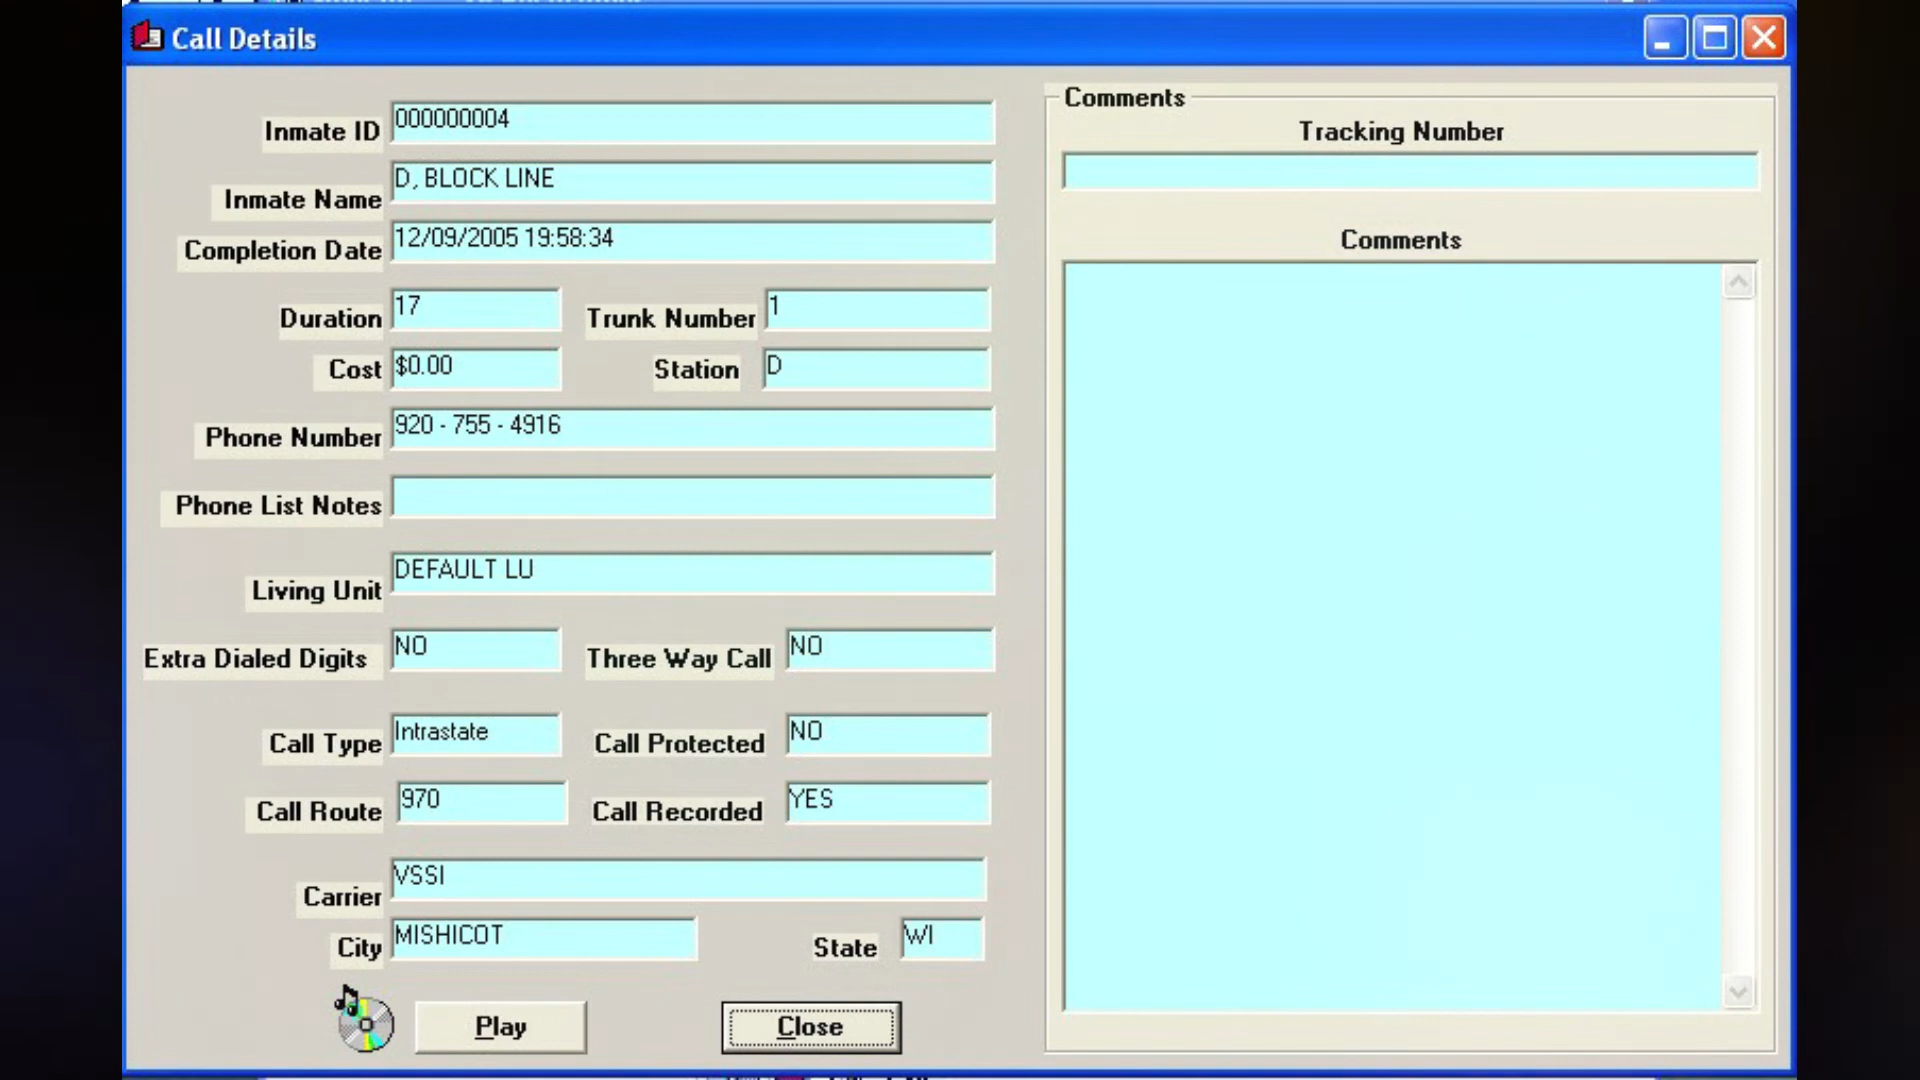 Call Details
Inmate ID 000000004
Inmate Name D, BLOCK LINE
Completion Date 12/09/2005 19:58:34
Duration 17 Trunk Number 1
Cost $0.00 Station D
Phone Number 920 - 755 - 4916
Phone List Notes
Living Unit DEFAULT LU
Extra Dialed Digits NO Three Way Call NO
Call Type Intrastate Call Protected NO
Call Route 970 Call Recorded YES
Carrier VSSI
City MISHICOT State WI
Play Close
Comments
Tracking Number
Comments